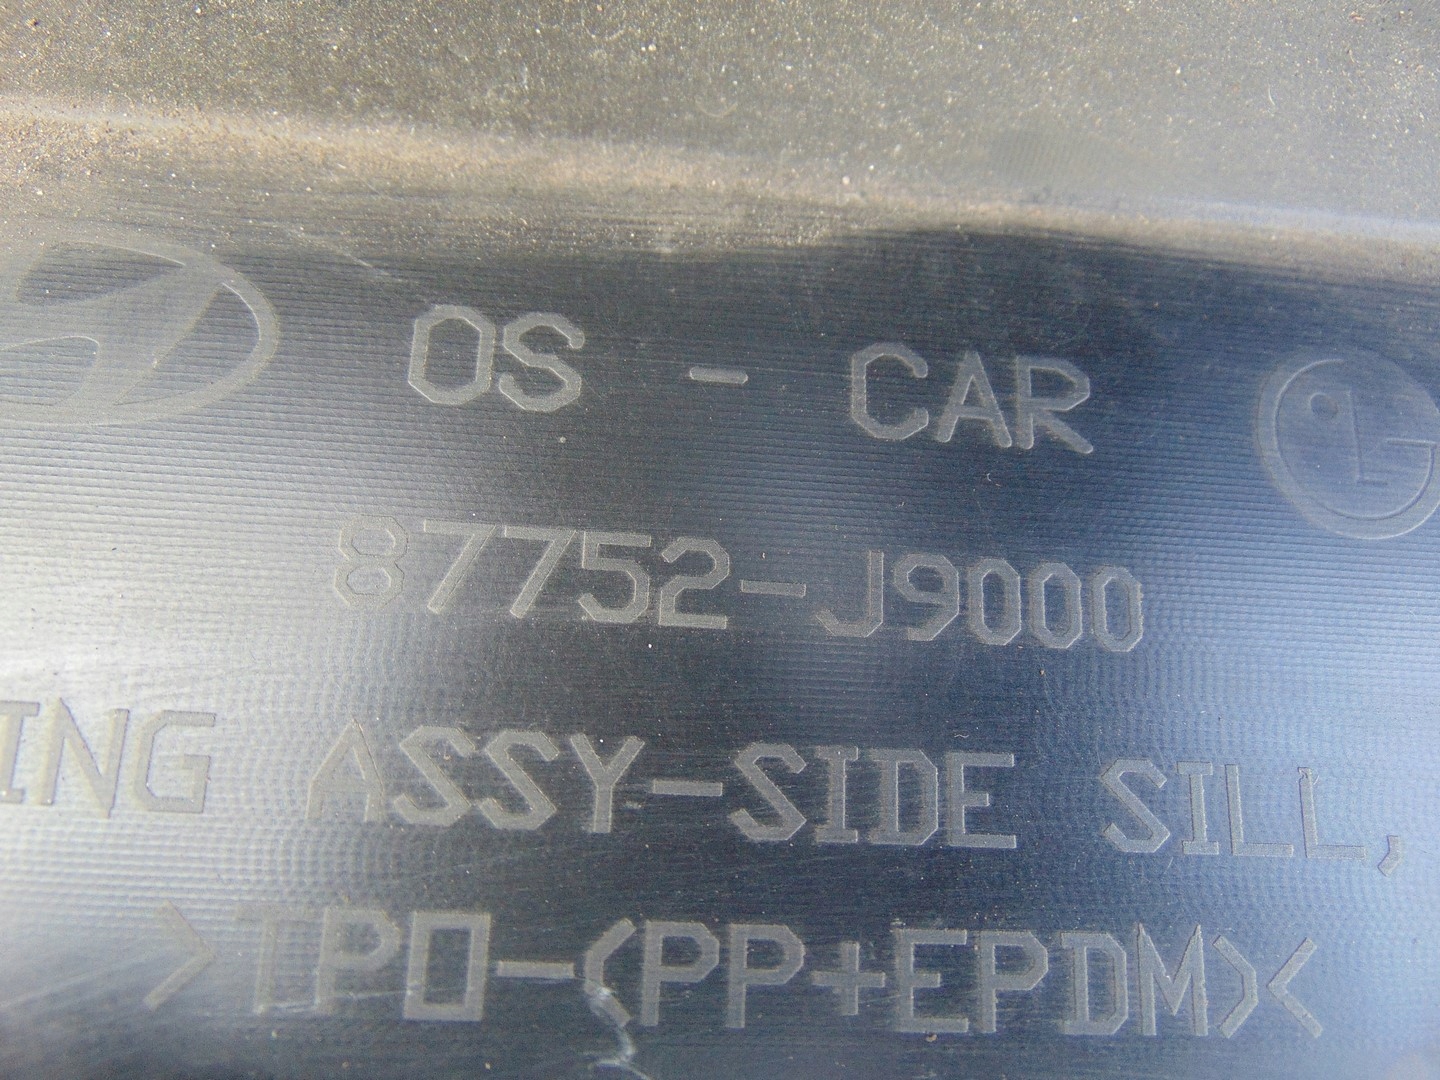 OS - CAR
87752-J9000
ING ASSY-SIDE SILL,
>TPO-(PP+EPDM)<